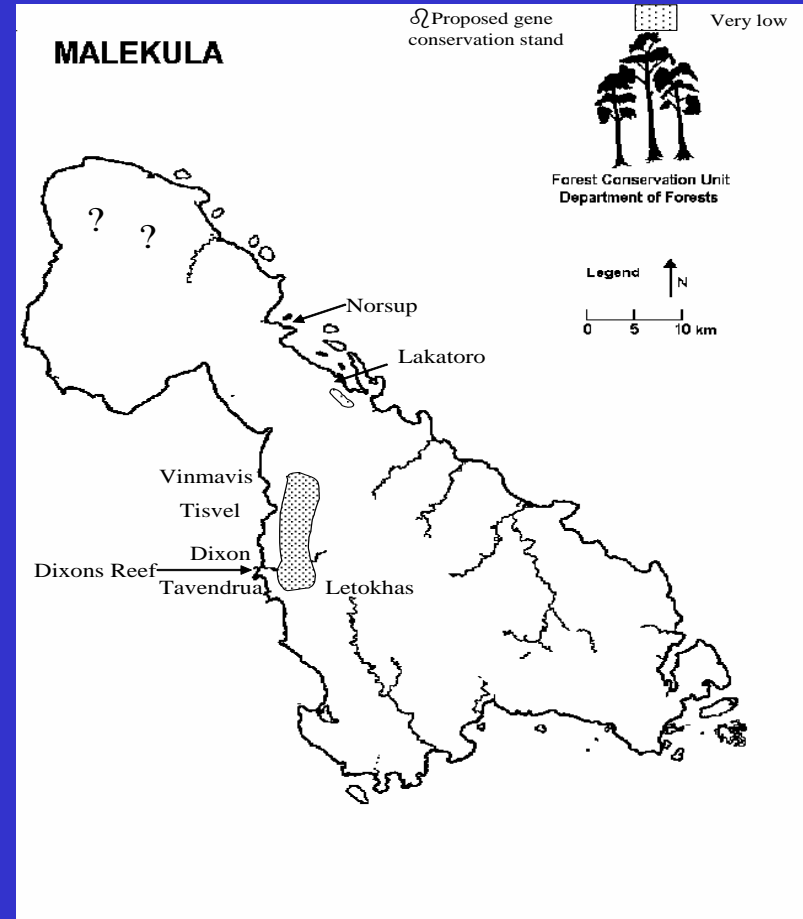 ♌Proposed gene
conservation stand
Very low
MALEKULA
Forest Conservation Unit
Department of Forests
? ?
Legend
N
0 5 10 km
Norsup
Lakatoro
Vinmavis
Tisvel
Dixon
Dixons Reef
Tavendrua
Letokhas